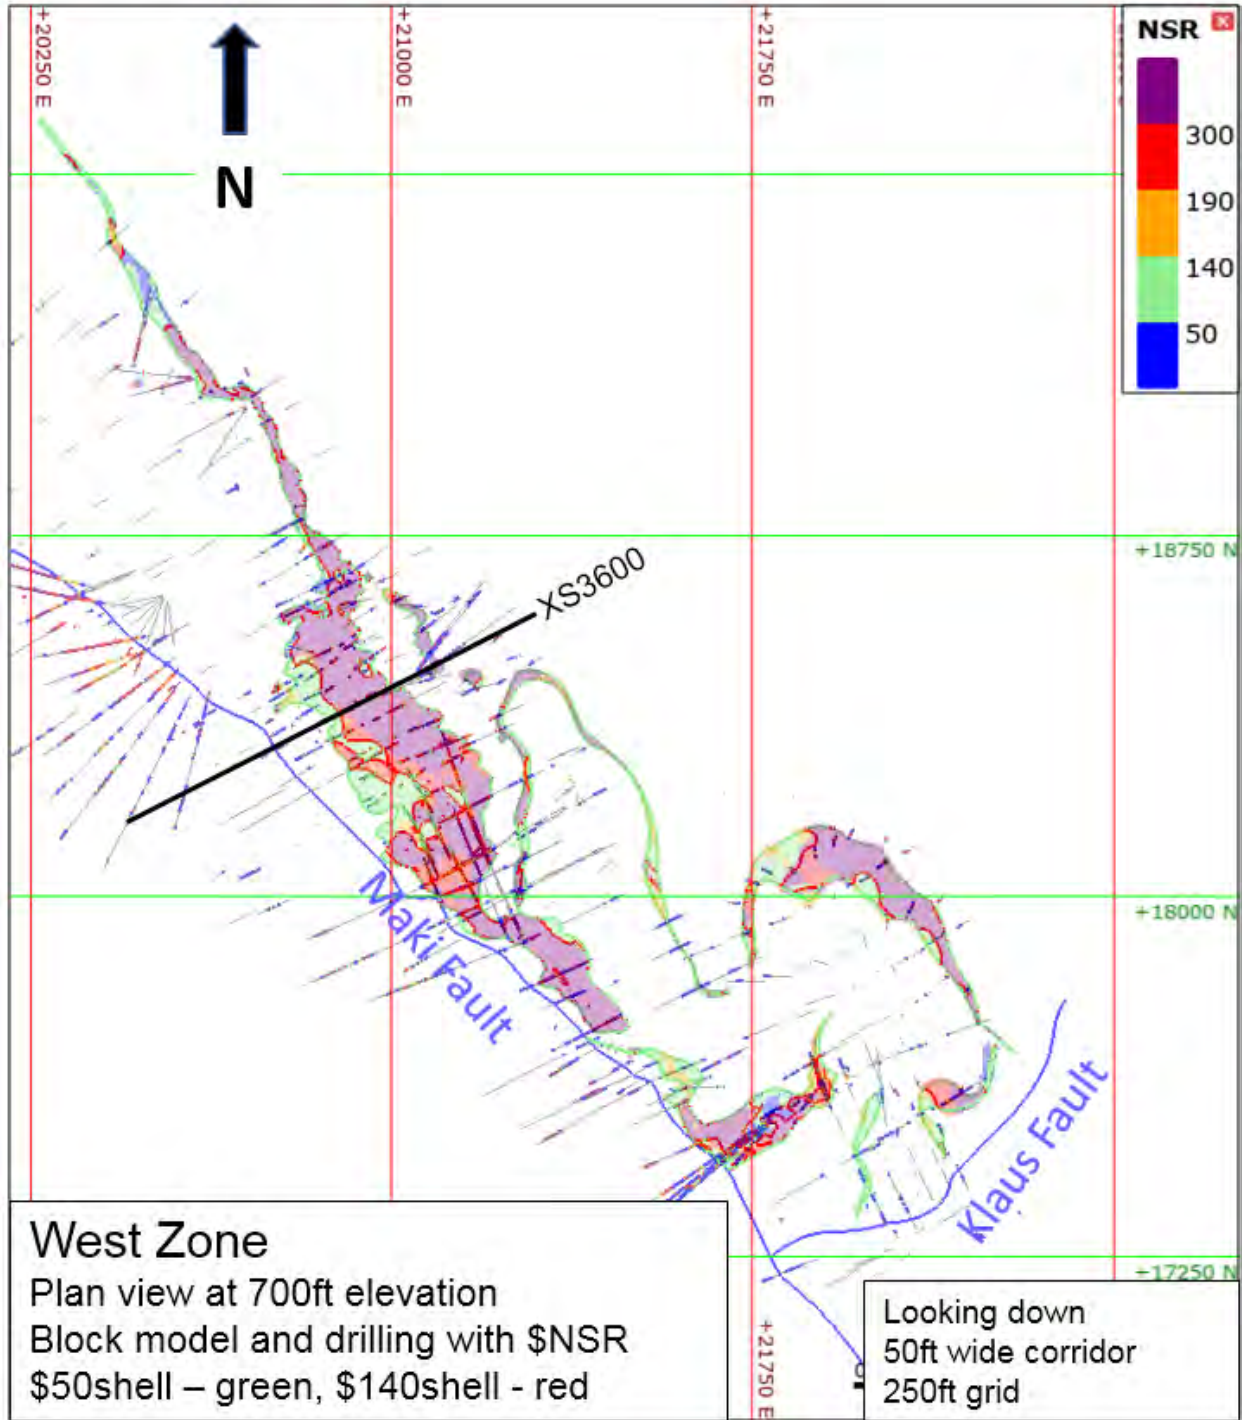 +20250 E
+21000 E
+21750 E
N
NSR
300
190
140
50
+18750 N
XS3600
+18000 N
Maki Fault
Klaus Fault
+17250 N
West Zone
Plan view at 700ft elevation
Block model and drilling with $NSR
$50shell – green, $140shell - red
+21750 E
Looking down
50ft wide corridor
250ft grid